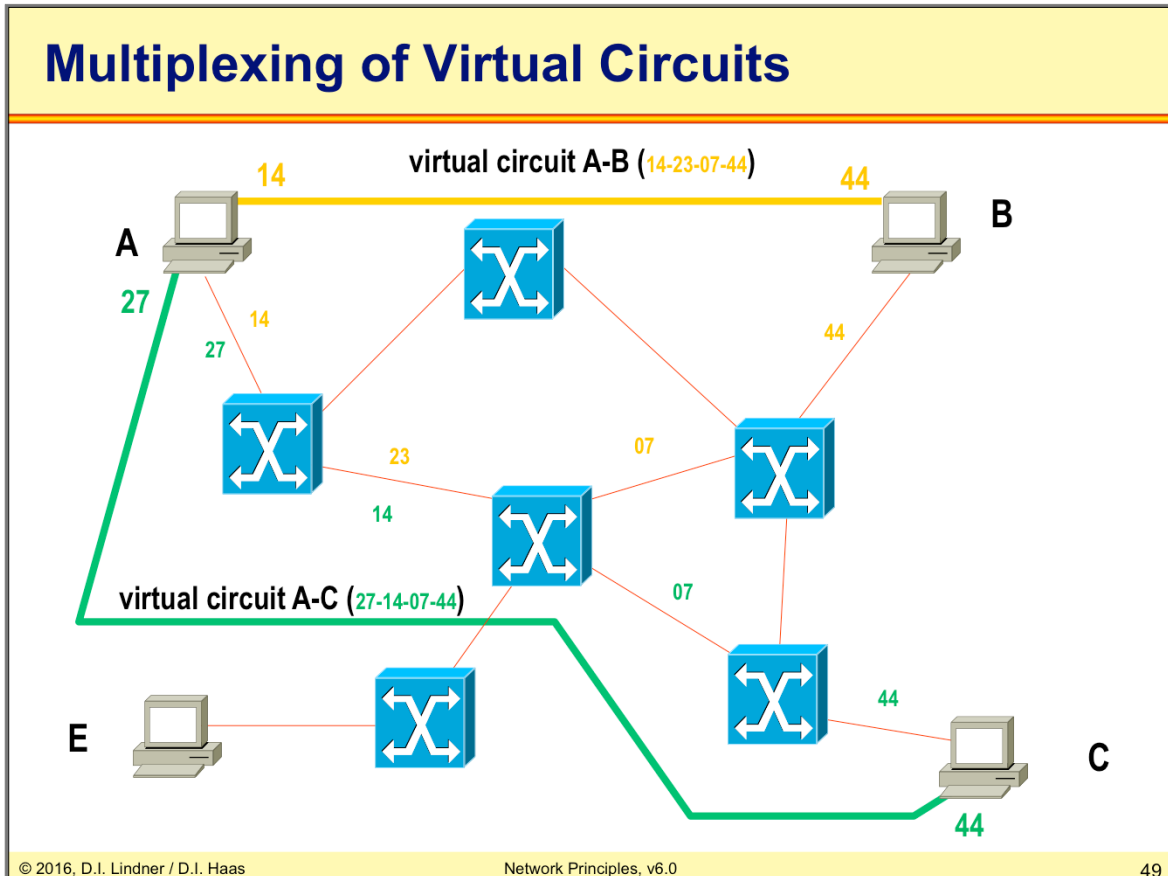 Multiplexing of Virtual Circuits
virtual circuit A-B (14-23-07-44)
14
44
A
B
27
14
44
27
23
07
14
virtual circuit A-C (27-14-07-44)
07
44
E
C
44
© 2016, D.I. Lindner / D.I. Haas
Network Principles, v6.0
49